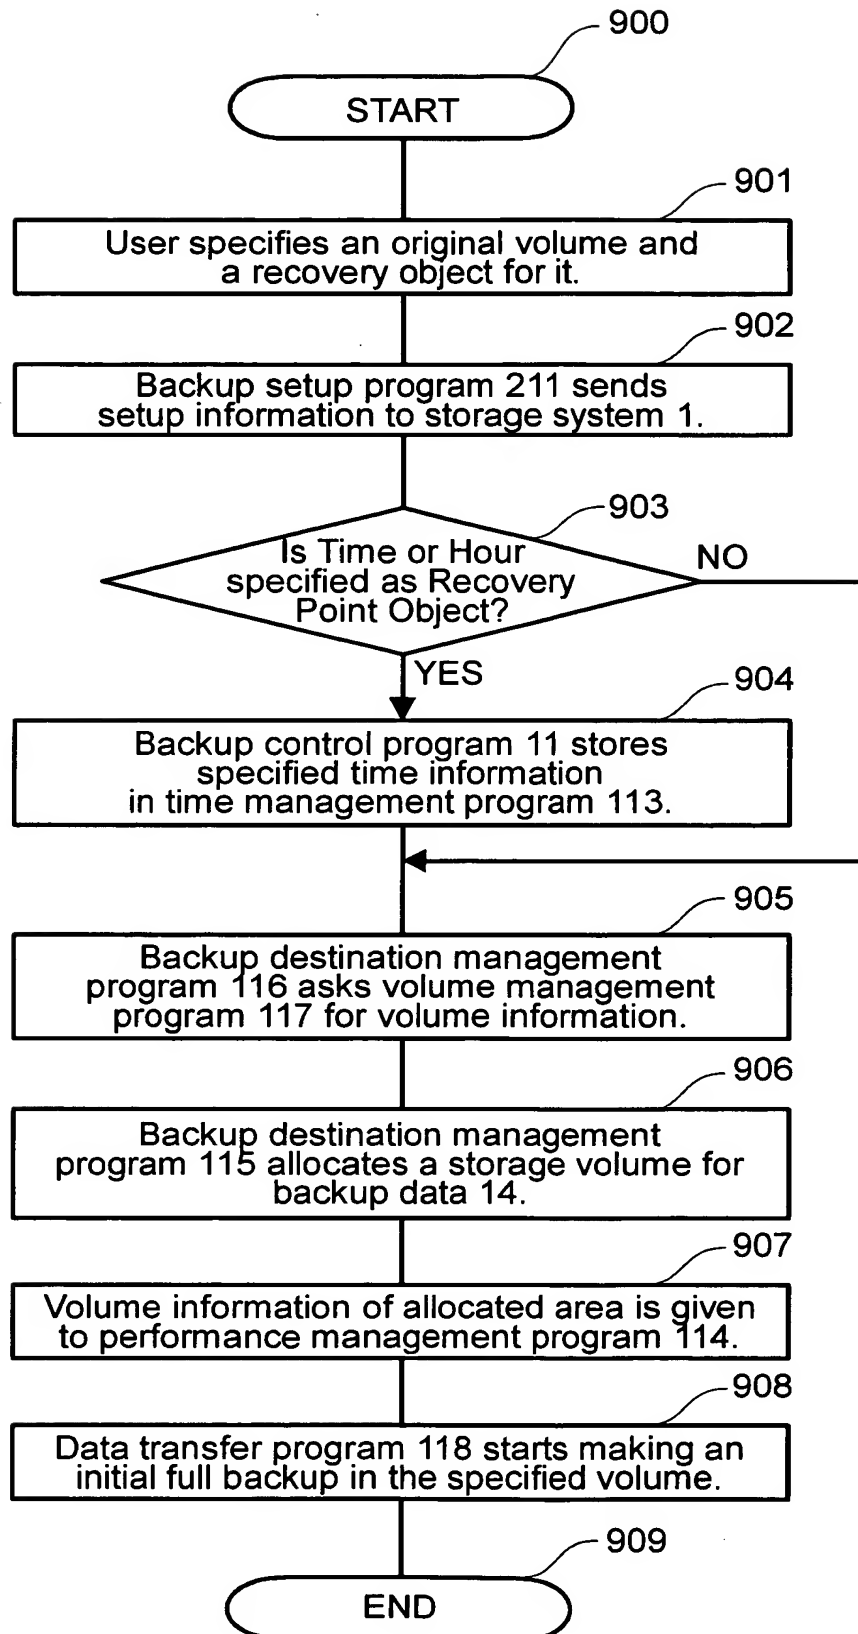 900
START
901
User specifies an original volume and
a recovery object for it.
902
Backup setup program 211 sends
setup information to storage system 1.
903
Is Time or Hour
specified as Recovery
Point Object?
NO
YES
904
Backup control program 11 stores
specified time information
in time management program 113.
905
Backup destination management
program 116 asks volume management
program 117 for volume information.
906
Backup destination management
program 115 allocates a storage volume for
backup data 14.
907
Volume information of allocated area is given
to performance management program 114.
908
Data transfer program 118 starts making an
initial full backup in the specified volume.
909
END